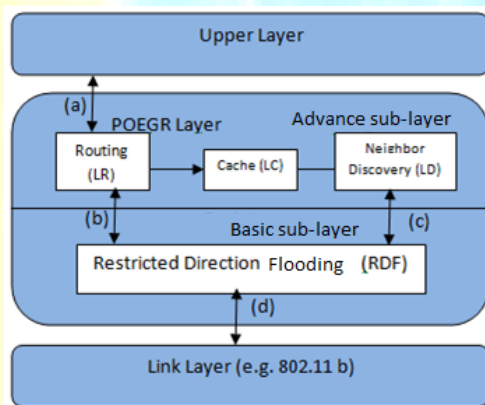 Upper Layer
(a)
POEGR Layer
Advance sub-layer
Routing
(LR)
Cache (LC)
Neighbor
Discovery (LD)
(b)
(c)
Basic sub-layer
Restricted Direction Flooding (RDF)
(d)
Link Layer (e.g. 802.11 b)